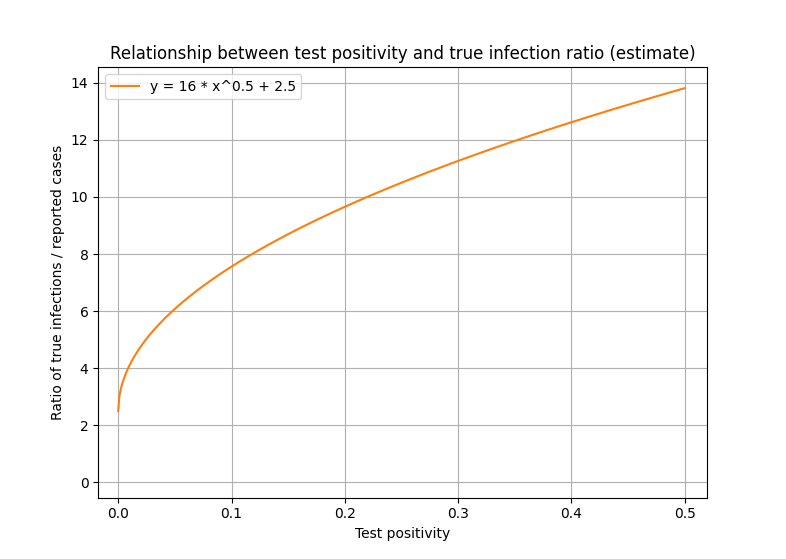 Relationship between test positivity and true infection ratio (estimate)
y = 16 * x^0.5 + 2.5
Ratio of true infections / reported cases
14
12
10
8
6
4
2
0
0.0 0.1 0.2 0.3 0.4 0.5
Test positivity